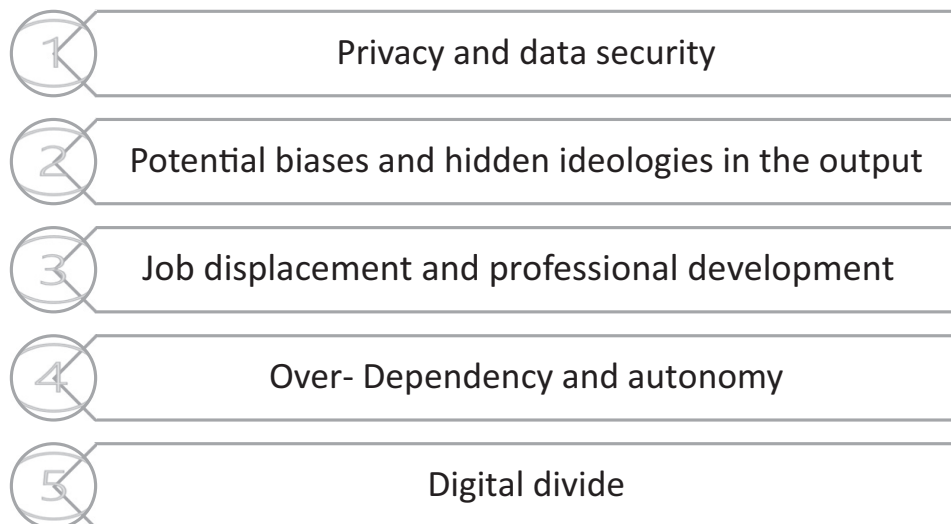 1 Privacy and data security
2 Potential biases and hidden ideologies in the output
3 Job displacement and professional development
4 Over- Dependency and autonomy
5 Digital divide